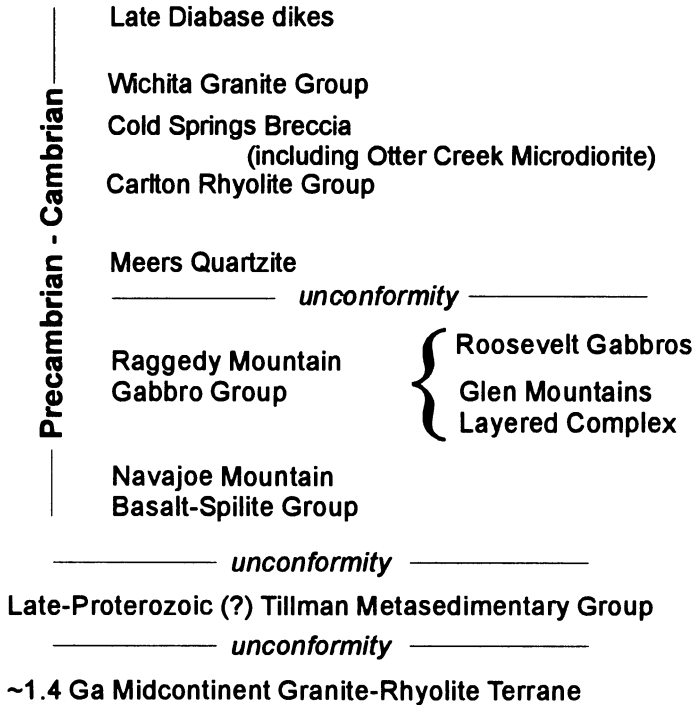 Late Diabase dikes
Wichita Granite Group
Cold Springs Breccia
(including Otter Creek Microdiorite)
Carlton Rhyolite Group
Precambrian - Cambrian
Meers Quartzite
unconformity
Raggedy Mountain
Gabbro Group
Roosevelt Gabbros
Glen Mountains
Layered Complex
Navajoe Mountain
Basalt-Spilite Group
unconformity
Late-Proterozoic (?) Tillman Metasedimentary Group
unconformity
~1.4 Ga Midcontinent Granite-Rhyolite Terrane